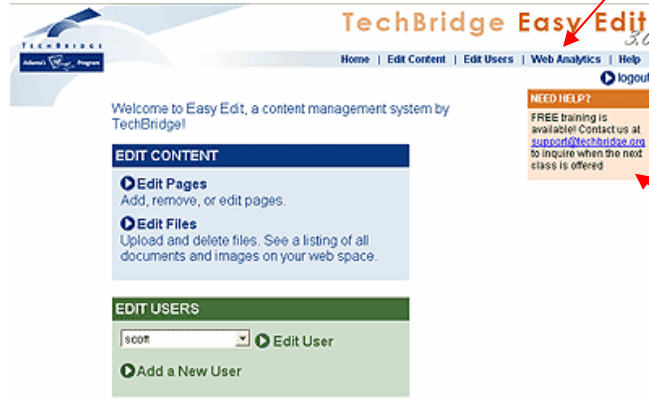 TechBridge Easy Edit
3.0
TECHBRIDGE
Home | Edit Content | Edit Users | Web Analytics | Help
logout
Welcome to Easy Edit, a content management system by
TechBridge!
NEED HELP?
FREE training is
available! Contact us at
support@techbridge.org
to inquire when the next
class is offered
EDIT CONTENT
Edit Pages
Add, remove, or edit pages.
Edit Files
Upload and delete files. See a listing of all
documents and images on your web space.
EDIT USERS
scott Edit User
Add a New User